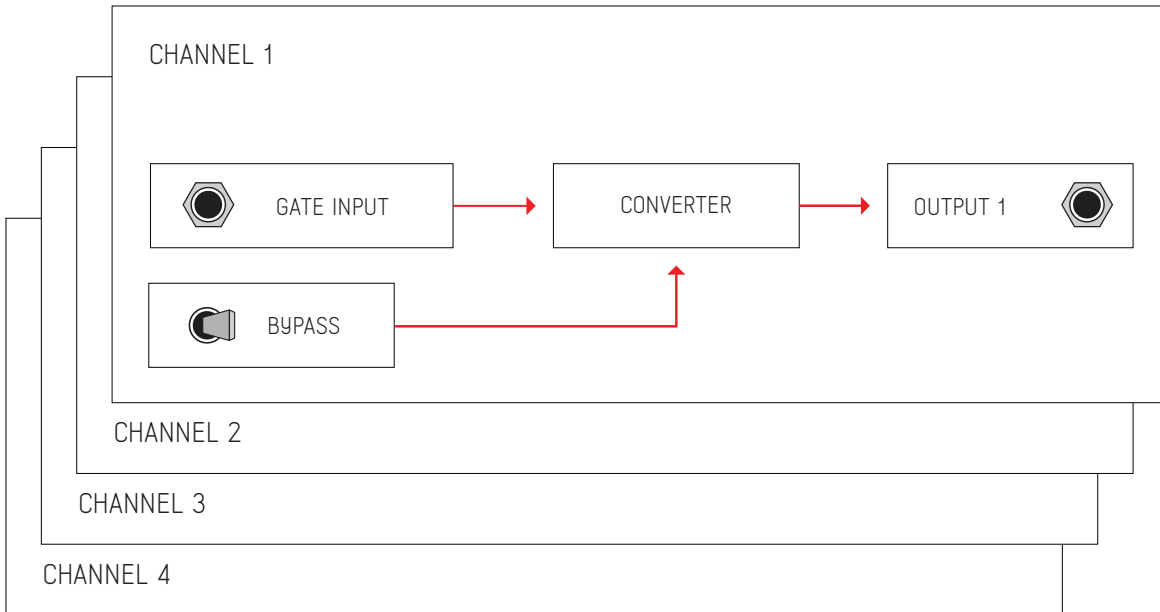 CHANNEL 1
GATE INPUT
CONVERTER
OUTPUT 1
BYPASS
CHANNEL 2
CHANNEL 3
CHANNEL 4